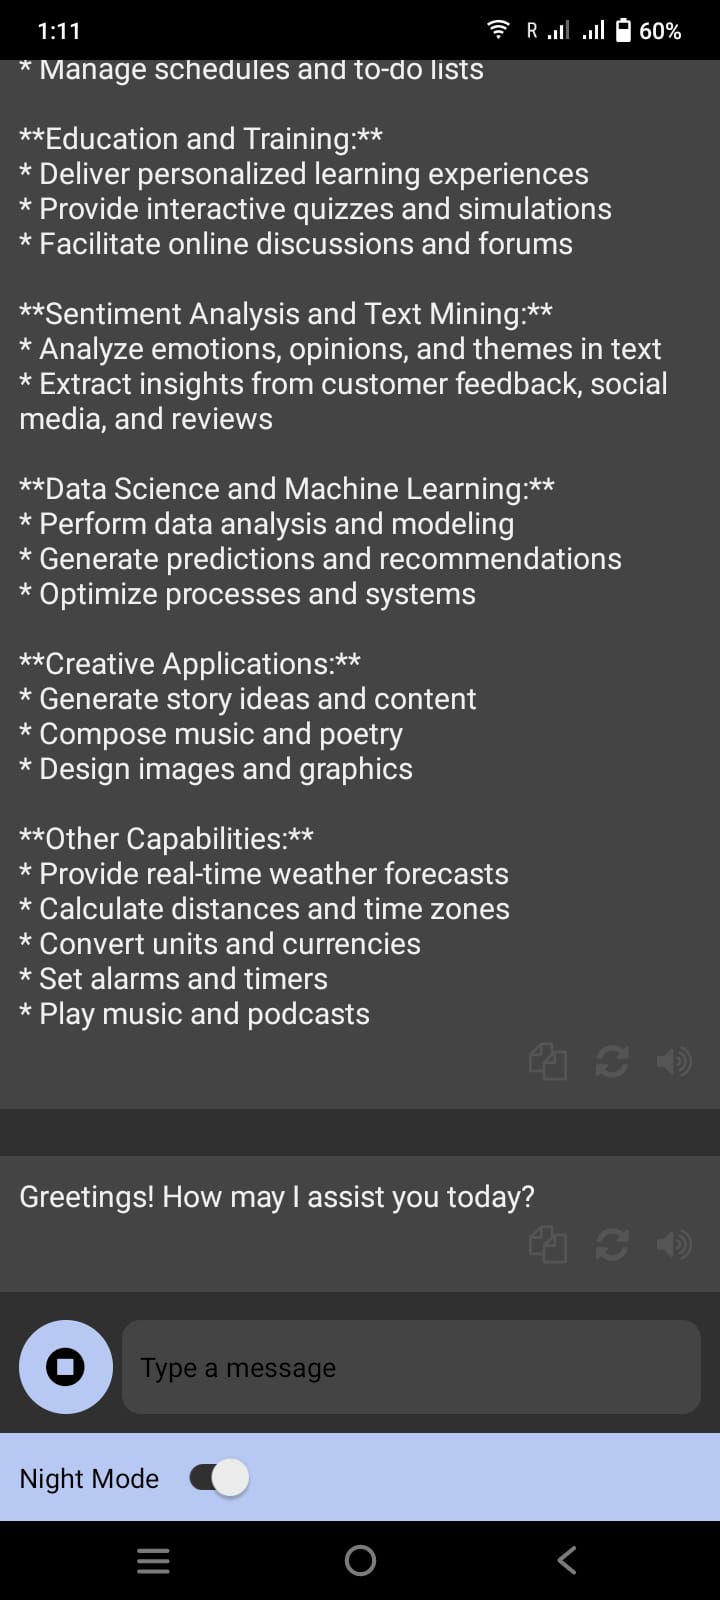 1:11 R 60%
* Manage schedules and to-do lists
**Education and Training:**
* Deliver personalized learning experiences
* Provide interactive quizzes and simulations
* Facilitate online discussions and forums
**Sentiment Analysis and Text Mining:**
* Analyze emotions, opinions, and themes in text
* Extract insights from customer feedback, social
media, and reviews
**Data Science and Machine Learning:**
* Perform data analysis and modeling
* Generate predictions and recommendations
* Optimize processes and systems
**Creative Applications:**
* Generate story ideas and content
* Compose music and poetry
* Design images and graphics
**Other Capabilities:**
* Provide real-time weather forecasts
* Calculate distances and time zones
* Convert units and currencies
* Set alarms and timers
* Play music and podcasts
Greetings! How may I assist you today?
Type a message
Night Mode